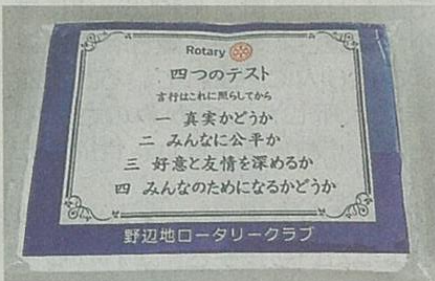 Rotary
四つのテスト
言行はこれに照らしてから
一 真実かどうか
二 みんなに公平か
三 好意と友情を深めるか
四 みんなのためになるかどうか
野辺地ロータリークラブ